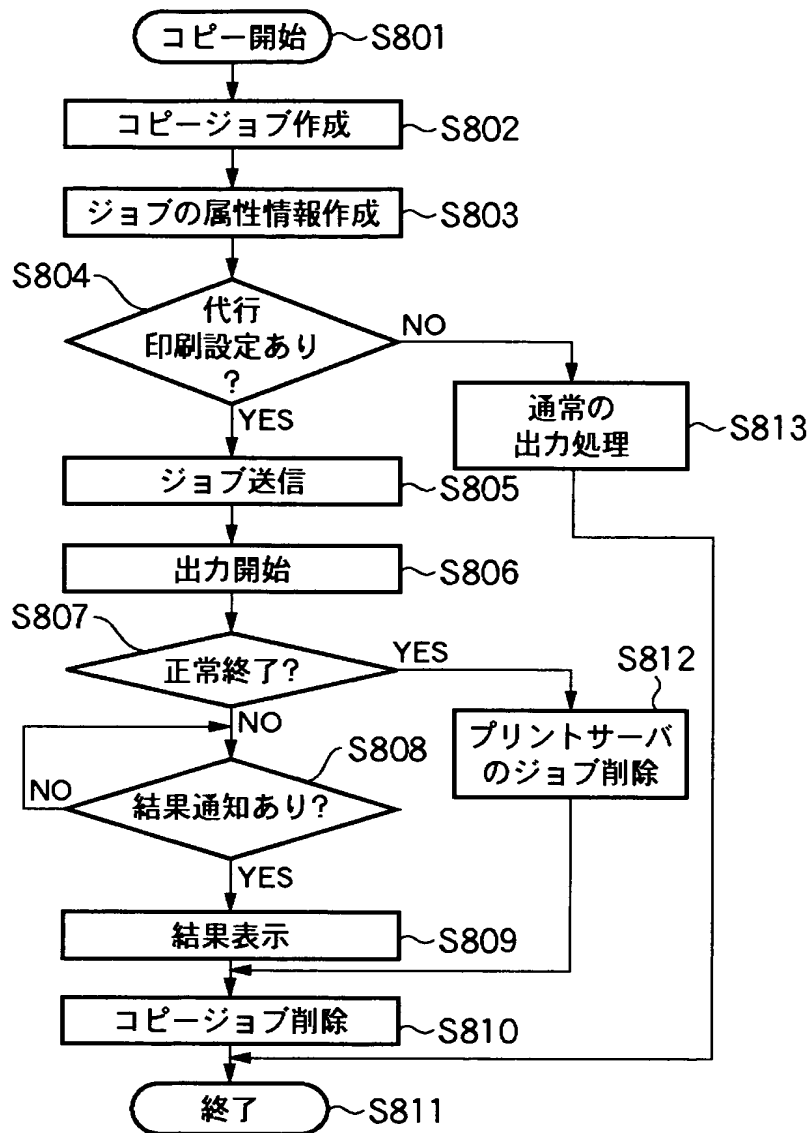 コピー開始
S801
コピージョブ作成
S802
ジョブの属性情報作成
S803
S804
代行
印刷設定あり
?
NO
YES
通常の
出力処理
S813
ジョブ送信
S805
出力開始
S806
S807
正常終了?
YES
NO
S812
プリントサーバ
のジョブ削除
S808
結果通知あり?
NO
YES
結果表示
S809
コピージョブ削除
S810
終了
S811